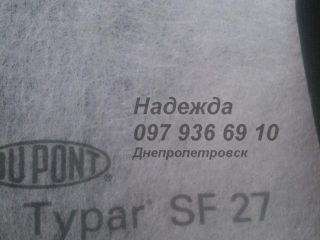 Надежда
097 936 69 10
Днепропетровск
DU PONT®
Typar® SF 27